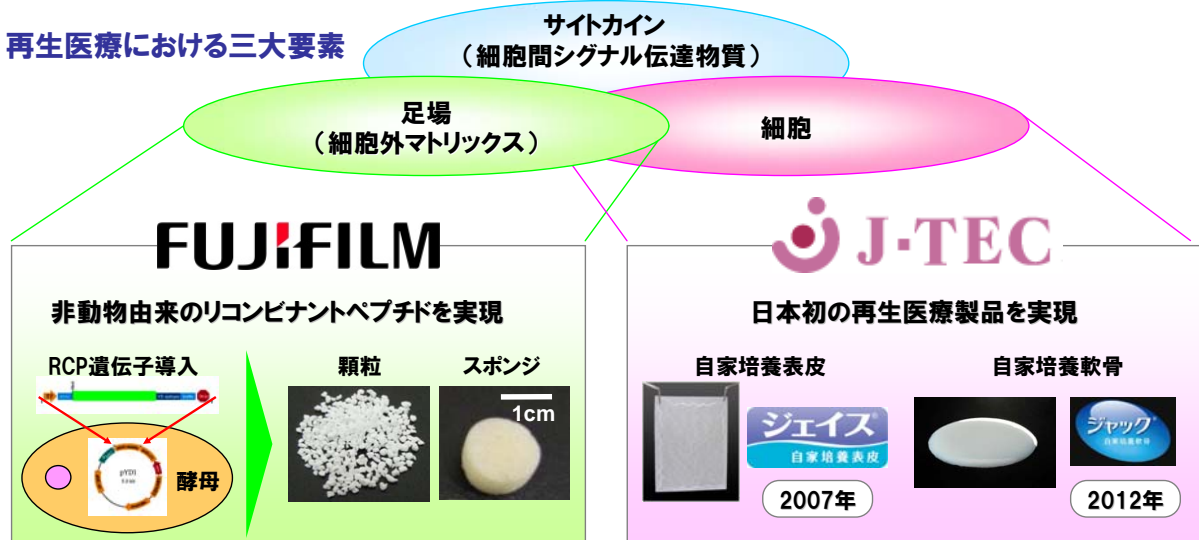 再生医療における三大要素
サイトカイン
（細胞間シグナル伝達物質）
足場
（細胞外マトリックス）
細胞
FUJIFILM
非動物由来のリコンビナントペプチドを実現
RCP遺伝子導入
pYD1
酵母
顆粒
スポンジ
1cm
J-TEC
日本初の再生医療製品を実現
自家培養表皮
ジェイス®
自家培養表皮
2007年
自家培養軟骨
ジャック®
自家培養軟骨
2012年